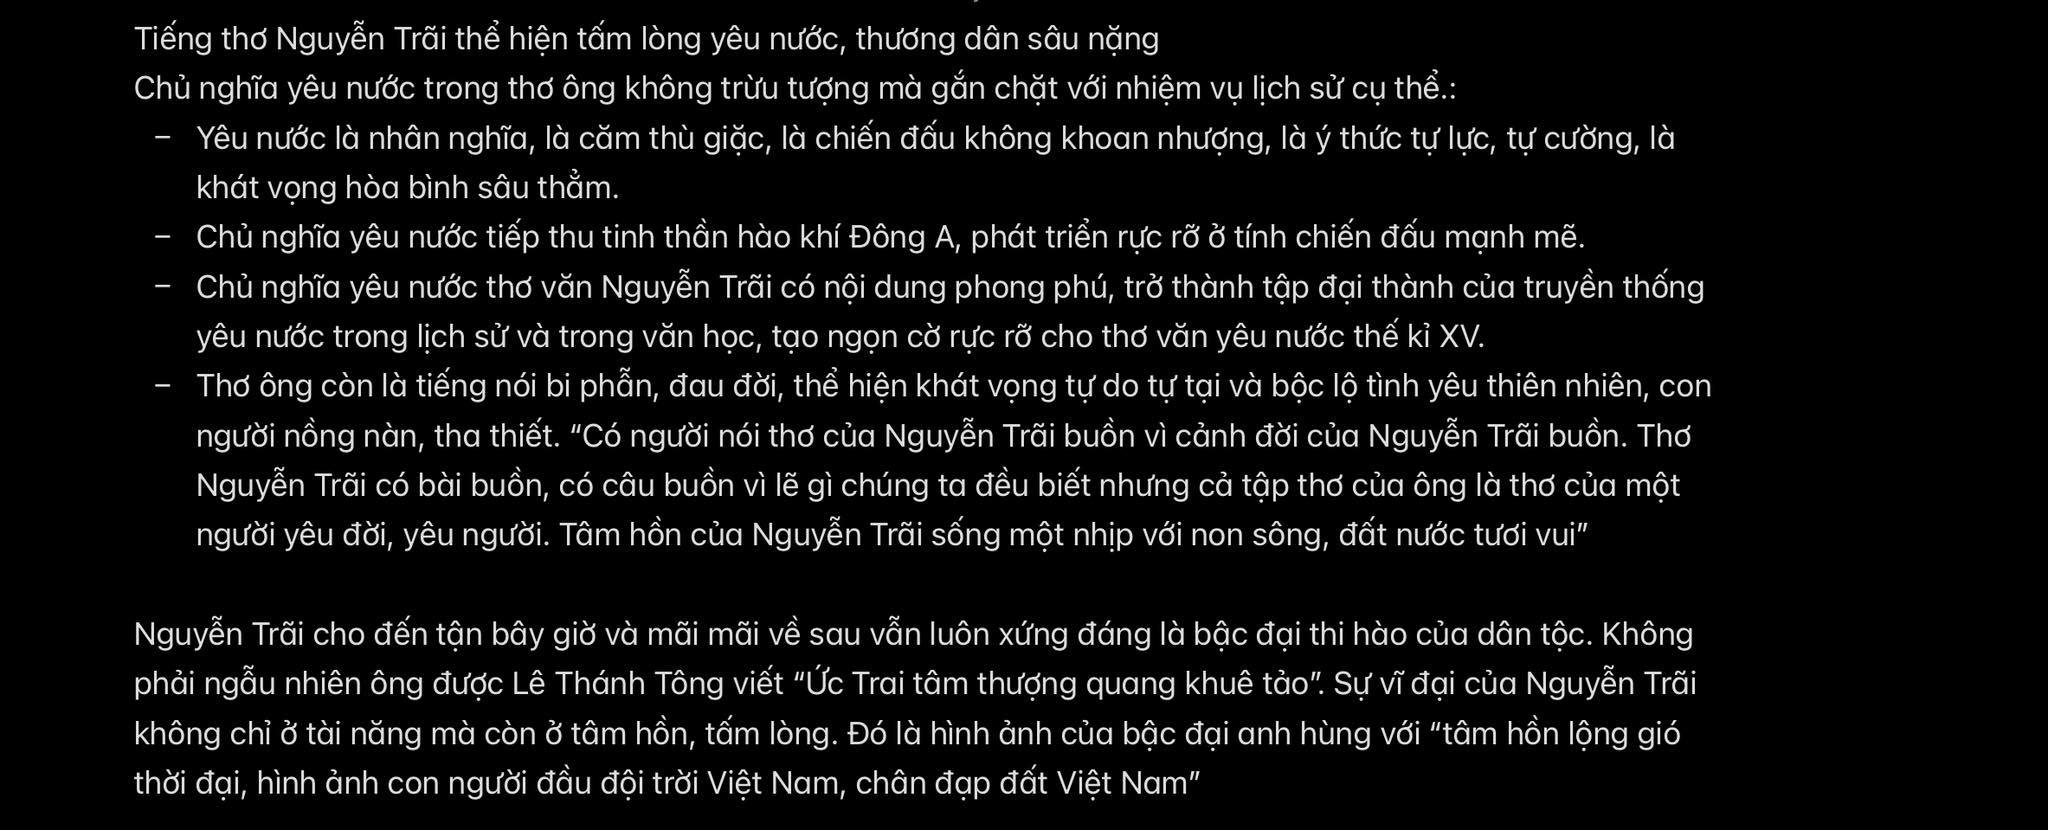 Tiếng thơ Nguyễn Trãi thể hiện tấm lòng yêu nước, thương dân sâu nặng
Chủ nghĩa yêu nước trong thơ ông không trừu tượng mà gắn chặt với nhiệm vụ lịch sử cụ thể.:
– Yêu nước là nhân nghĩa, là căm thù giặc, là chiến đấu không khoan nhượng, là ý thức tự lực, tự cường, là
khát vọng hòa bình sâu thẳm.
– Chủ nghĩa yêu nước tiếp thu tinh thần hào khí Đông A, phát triển rực rỡ ở tính chiến đấu mạnh mẽ.
– Chủ nghĩa yêu nước thơ văn Nguyễn Trãi có nội dung phong phú, trở thành tập đại thành của truyền thống
yêu nước trong lịch sử và trong văn học, tạo ngọn cờ rực rỡ cho thơ văn yêu nước thế kỉ XV.
– Thơ ông còn là tiếng nói bi phẫn, đau đời, thể hiện khát vọng tự do tự tại và bộc lộ tình yêu thiên nhiên, con
người nồng nàn, tha thiết. “Có người nói thơ của Nguyễn Trãi buồn vì cảnh đời của Nguyễn Trãi buồn. Thơ
Nguyễn Trãi có bài buồn, có câu buồn vì lẽ gì chúng ta đều biết nhưng cả tập thơ của ông là thơ của một
người yêu đời, yêu người. Tâm hồn của Nguyễn Trãi sống một nhịp với non sông, đất nước tươi vui”
Nguyễn Trãi cho đến tận bây giờ và mãi mãi về sau vẫn luôn xứng đáng là bậc đại thi hào của dân tộc. Không
phải ngẫu nhiên ông được Lê Thánh Tông viết “Ức Trai tâm thượng quang khuê tảo”. Sự vĩ đại của Nguyễn Trãi
không chỉ ở tài năng mà còn ở tâm hồn, tấm lòng. Đó là hình ảnh của bậc đại anh hùng với “tâm hồn lộng gió
thời đại, hình ảnh con người đầu đội trời Việt Nam, chân đạp đất Việt Nam”